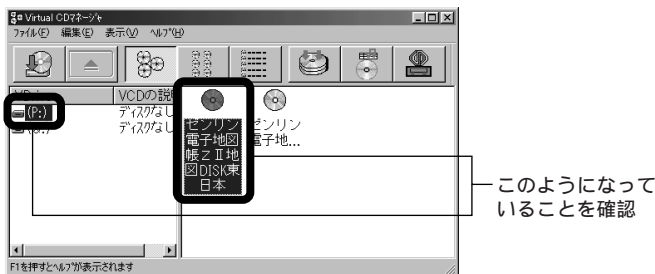 Virtual CDマネージャ
ファイル(F) 編集(E) 表示(V) ヘルプ(H)
VCDの説明
(P:)
ディスクなし
ディスクなし
ゼンリン
電子地図
帳ZⅡ地
図DISK東
日本
ゼンリン
電子地...
このようになって
いることを確認
F1を押すとヘルプが表示されます